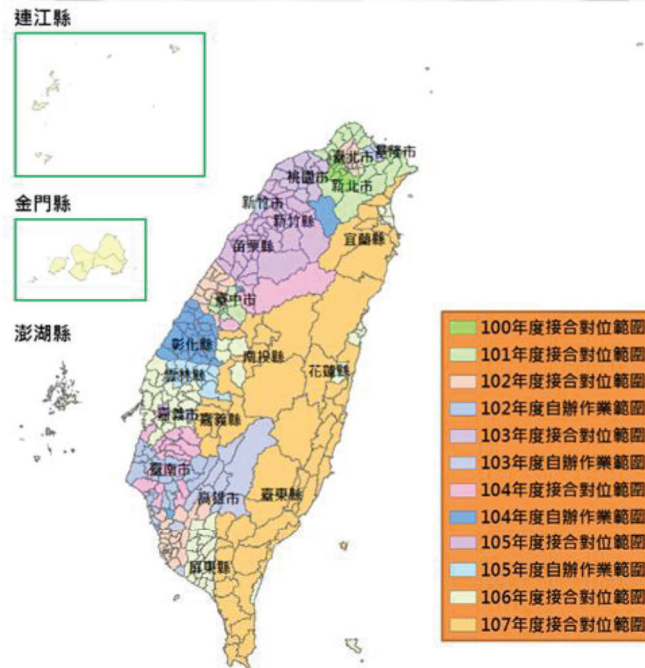 連江縣
金門縣
澎湖縣
基隆市
臺北市
桃園市
新北市
新竹市
新竹縣
宜蘭縣
苗栗縣
臺中市
彰化縣
南投縣
花蓮縣
雲林縣
嘉義市
嘉義縣
臺南市
高雄市
臺東縣
屏東縣
100年度接合對位範圍
101年度接合對位範圍
102年度接合對位範圍
102年度自辦作業範圍
103年度接合對位範圍
103年度自辦作業範圍
104年度接合對位範圍
104年度自辦作業範圍
105年度接合對位範圍
105年度自辦作業範圍
106年度接合對位範圍
107年度接合對位範圍